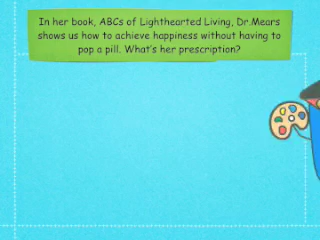 In her book, ABCs of Lighthearted Living, Dr.Mears
shows us how to achieve happiness without having to
pop a pill. What's her prescription?